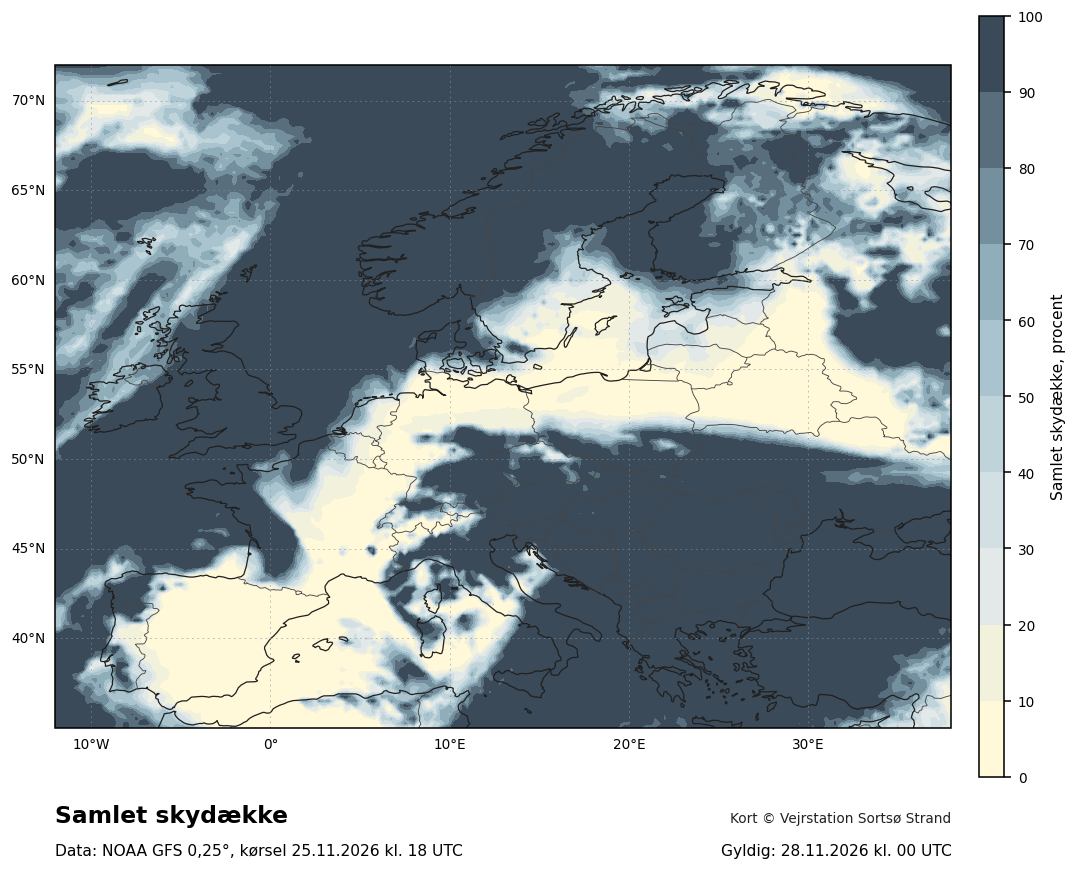 100
90
80
70
60
50
40
30
20
10
0
Samlet skydække, procent
70°N
65°N
60°N
55°N
50°N
45°N
40°N
10°W
0°
10°E
20°E
30°E
Samlet skydække
Kort © Vejrstation Sortsø Strand
Data: NOAA GFS 0,25°, kørsel 25.11.2026 kl. 18 UTC
Gyldig: 28.11.2026 kl. 00 UTC